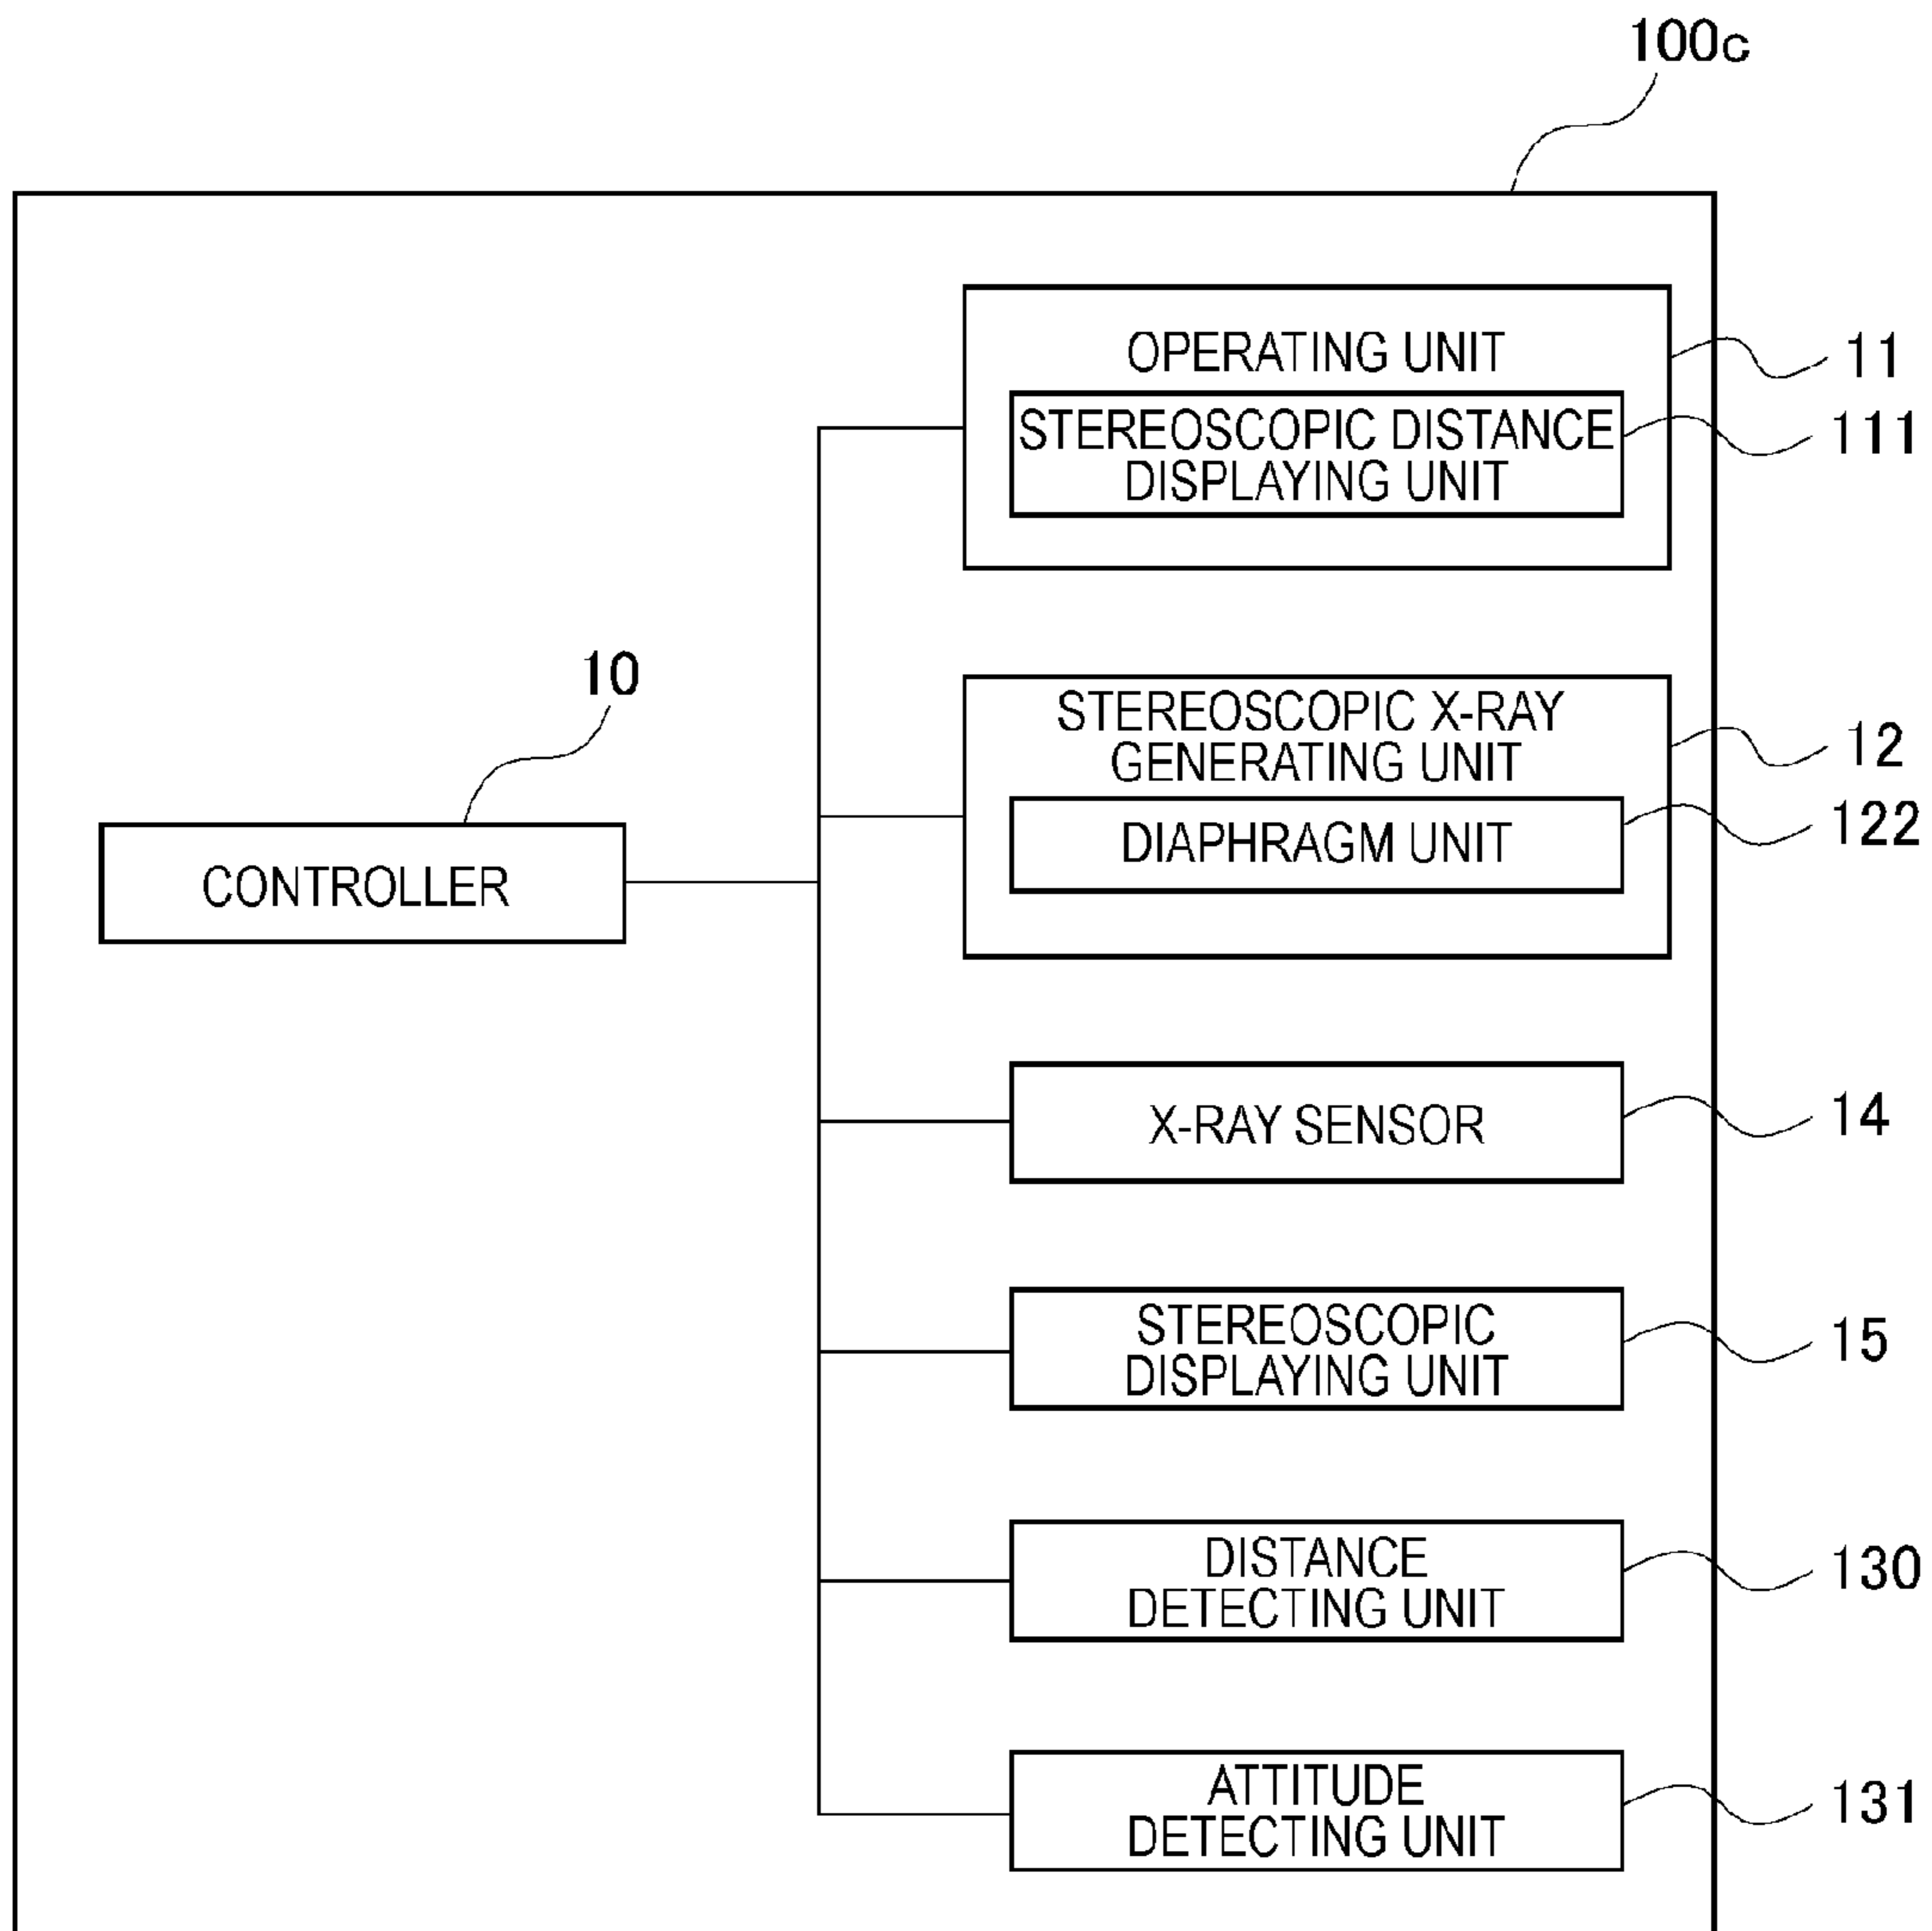 100c
OPERATING UNIT
11
STEREOSCOPIC DISTANCE
DISPLAYING UNIT
111
10
CONTROLLER
STEREOSCOPIC X-RAY
GENERATING UNIT
12
DIAPHRAGM UNIT
122
X-RAY SENSOR
14
STEREOSCOPIC
DISPLAYING UNIT
15
DISTANCE
DETECTING UNIT
130
ATTITUDE
DETECTING UNIT
131